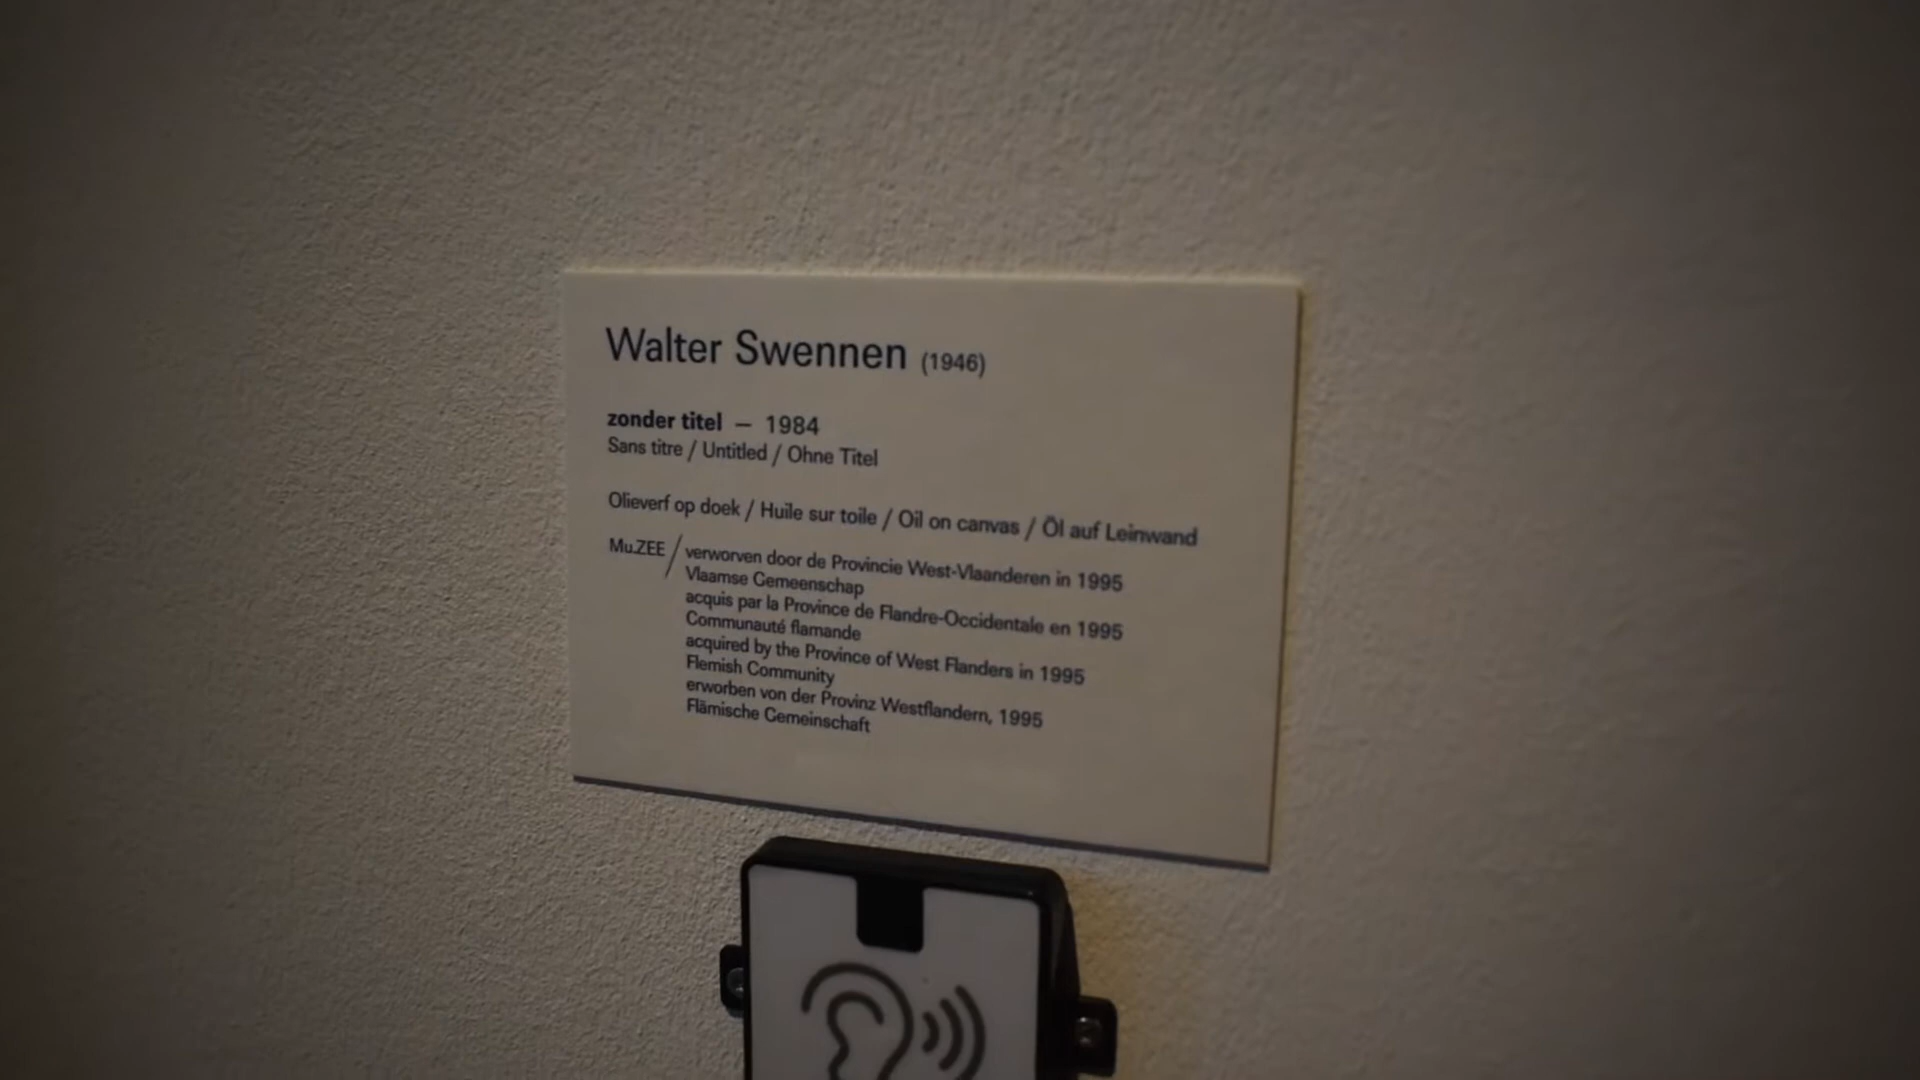 Walter Swennen (1946)
zonder titel – 1984
Sans titre / Untitled / Ohne Titel
Olieverf op doek / Huile sur toile / Oil on canvas / Öl auf Leinwand
Mu.ZEE / verworven door de Provincie West-Vlaanderen in 1995
Vlaamse Gemeenschap
acquis par la Province de Flandre-Occidentale en 1995
Communauté flamande
acquired by the Province of West Flanders in 1995
Flemish Community
erworben von der Provinz Westflandern, 1995
Flämische Gemeinschaft